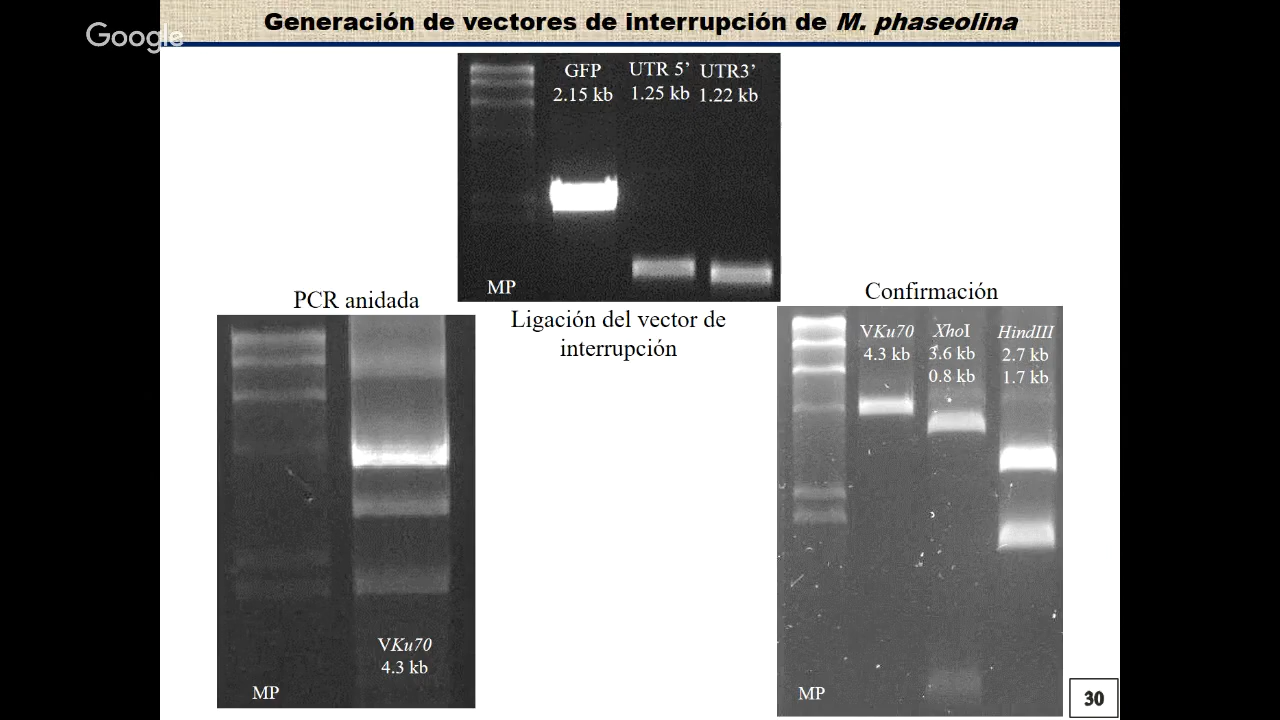 Generación de vectores de interrupción de M. phaseolina
Google
GFP
2.15 kb
UTR 5’
1.25 kb
UTR3’
1.22 kb
MP
Ligación del vector de
interrupción
PCR anidada
VKu70
4.3 kb
MP
Confirmación
VKu70
4.3 kb
XhoI
3.6 kb
0.8 kb
HindIII
2.7 kb
1.7 kb
MP
30